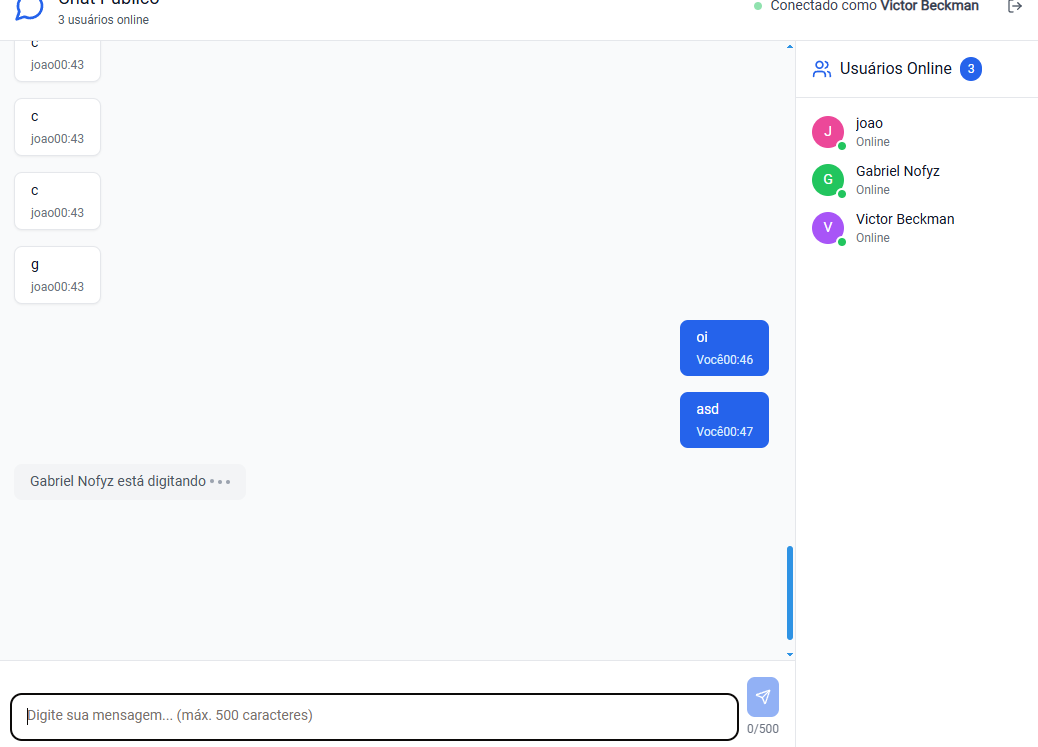 Chat Público
3 usuários online
Conectado como Victor Beckman
c
joao00:43
c
joao00:43
c
joao00:43
g
joao00:43
oi
Você00:46
asd
Você00:47
Gabriel Nofyz está digitando
Digite sua mensagem... (máx. 500 caracteres)
0/500
Usuários Online 3
J
joao
Online
G
Gabriel Nofyz
Online
V
Victor Beckman
Online